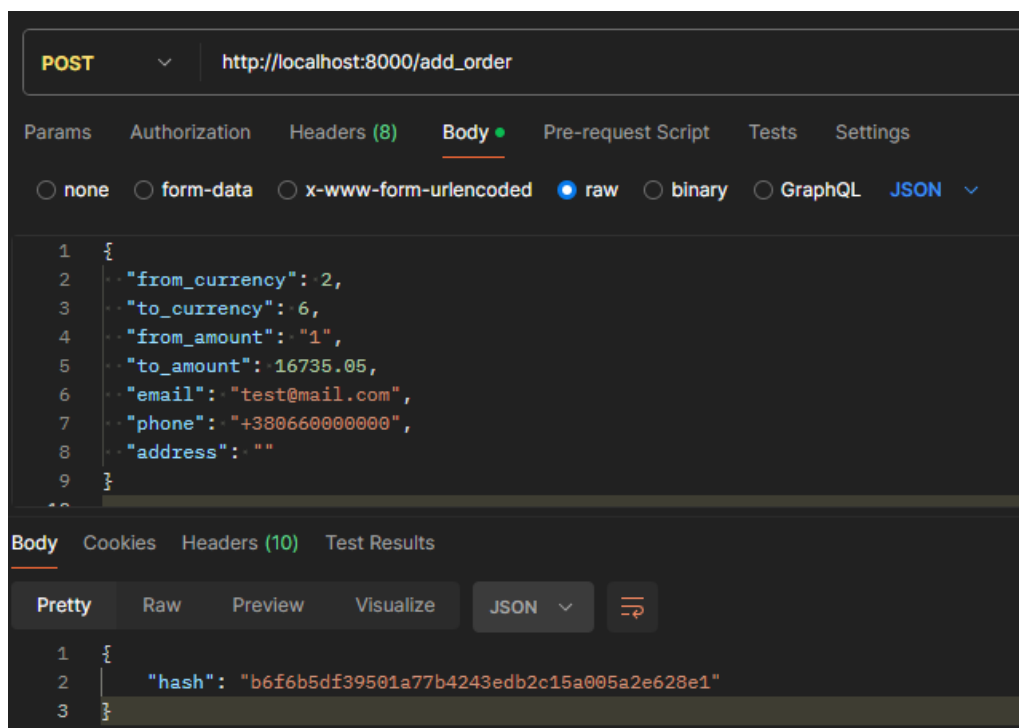 POST http://localhost:8000/add_order
Params Authorization Headers (8) Body Pre-request Script Tests Settings
none form-data x-www-form-urlencoded raw binary GraphQL JSON
1 {
2 "from_currency": 2,
3 "to_currency": 6,
4 "from_amount": "1",
5 "to_amount": 16735.05,
6 "email": "test@mail.com",
7 "phone": "+380660000000",
8 "address": ""
9 }
Body Cookies Headers (10) Test Results
Pretty Raw Preview Visualize JSON
1 {
2 "hash": "b6f6b5df39501a77b4243edb2c15a005a2e628e1"
3 }